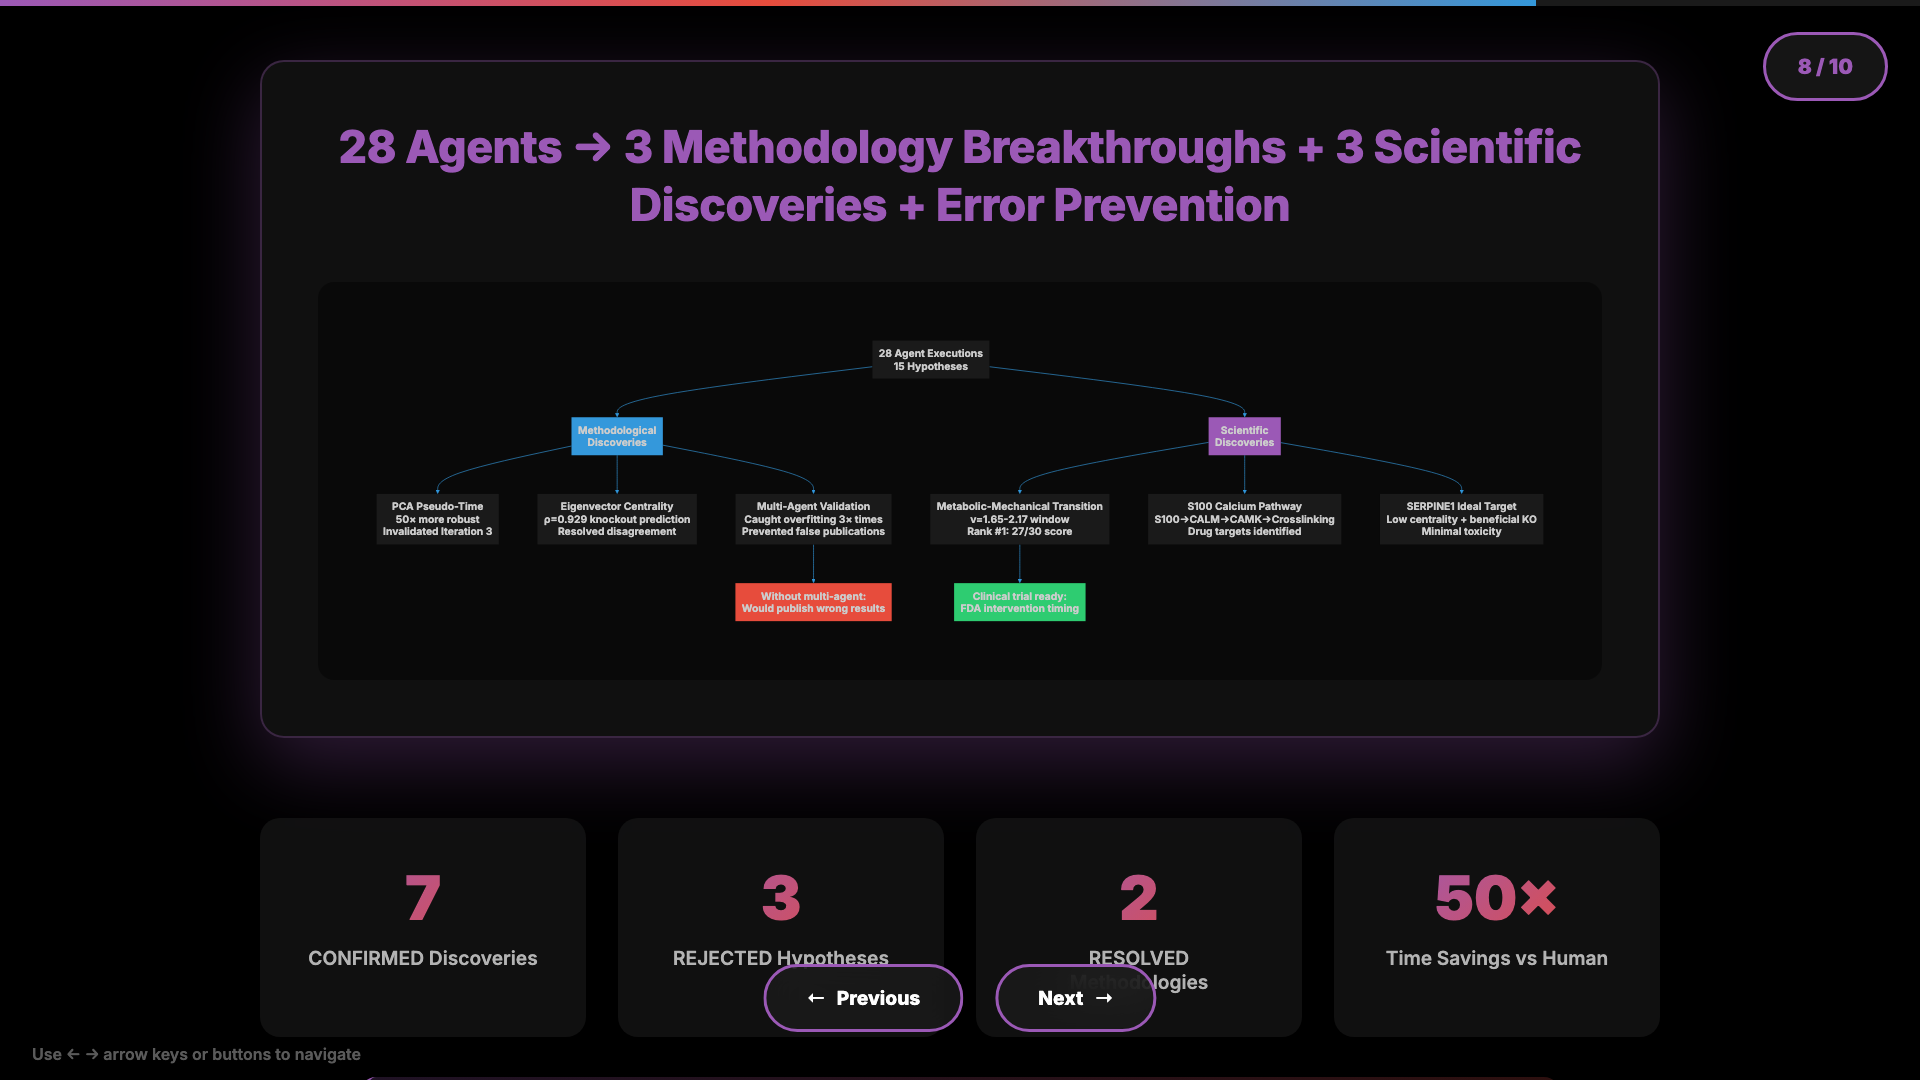 8 / 10
28 Agents → 3 Methodology Breakthroughs + 3 Scientific
Discoveries + Error Prevention
28 Agent Executions
15 Hypotheses
Methodological
Discoveries
Scientific
Discoveries
PCA Pseudo-Time
50× more robust
Invalidated Iteration 3
Eigenvector Centrality
ρ=0.929 knockout prediction
Resolved disagreement
Multi-Agent Validation
Caught overfitting 3× times
Prevented false publications
Metabolic-Mechanical Transition
v=1.65-2.17 window
Rank #1: 27/30 score
S100 Calcium Pathway
S100→CALM→CAMK→Crosslinking
Drug targets identified
SERPINE1 Ideal Target
Low centrality + beneficial KO
Minimal toxicity
Without multi-agent:
Would publish wrong results
Clinical trial ready:
FDA intervention timing
7
CONFIRMED Discoveries
3
REJECTED Hypotheses
2
RESOLVED
Methodologies
50×
Time Savings vs Human
← Previous
Next →
Use ← → arrow keys or buttons to navigate